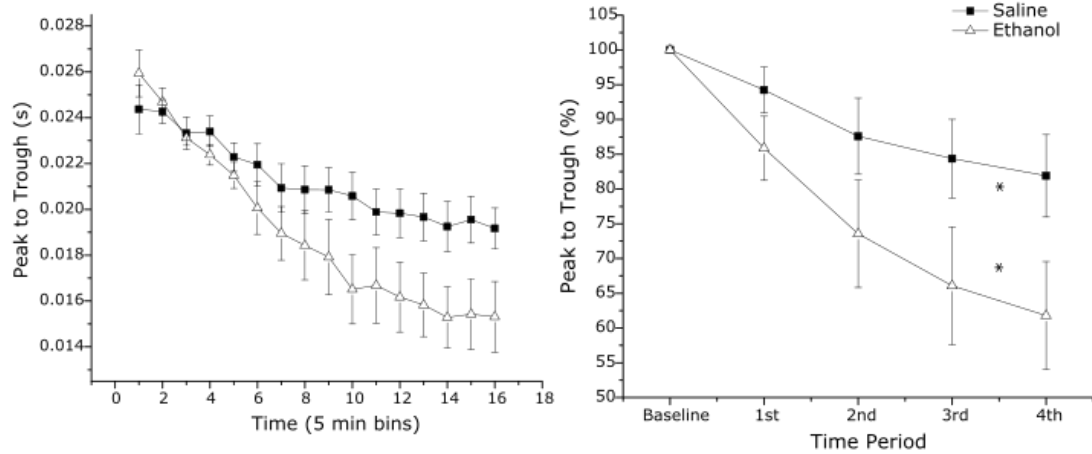 0.028
0.026
0.024
0.022
0.020
0.018
0.016
0.014
Peak to Trough (s)
0 2 4 6 8 10 12 14 16 18
Time (5 min bins)
Saline
Ethanol
105
100
95
90
85
80
75
70
65
60
55
50
Peak to Trough (%)
*
*
Baseline 1st 2nd 3rd 4th
Time Period